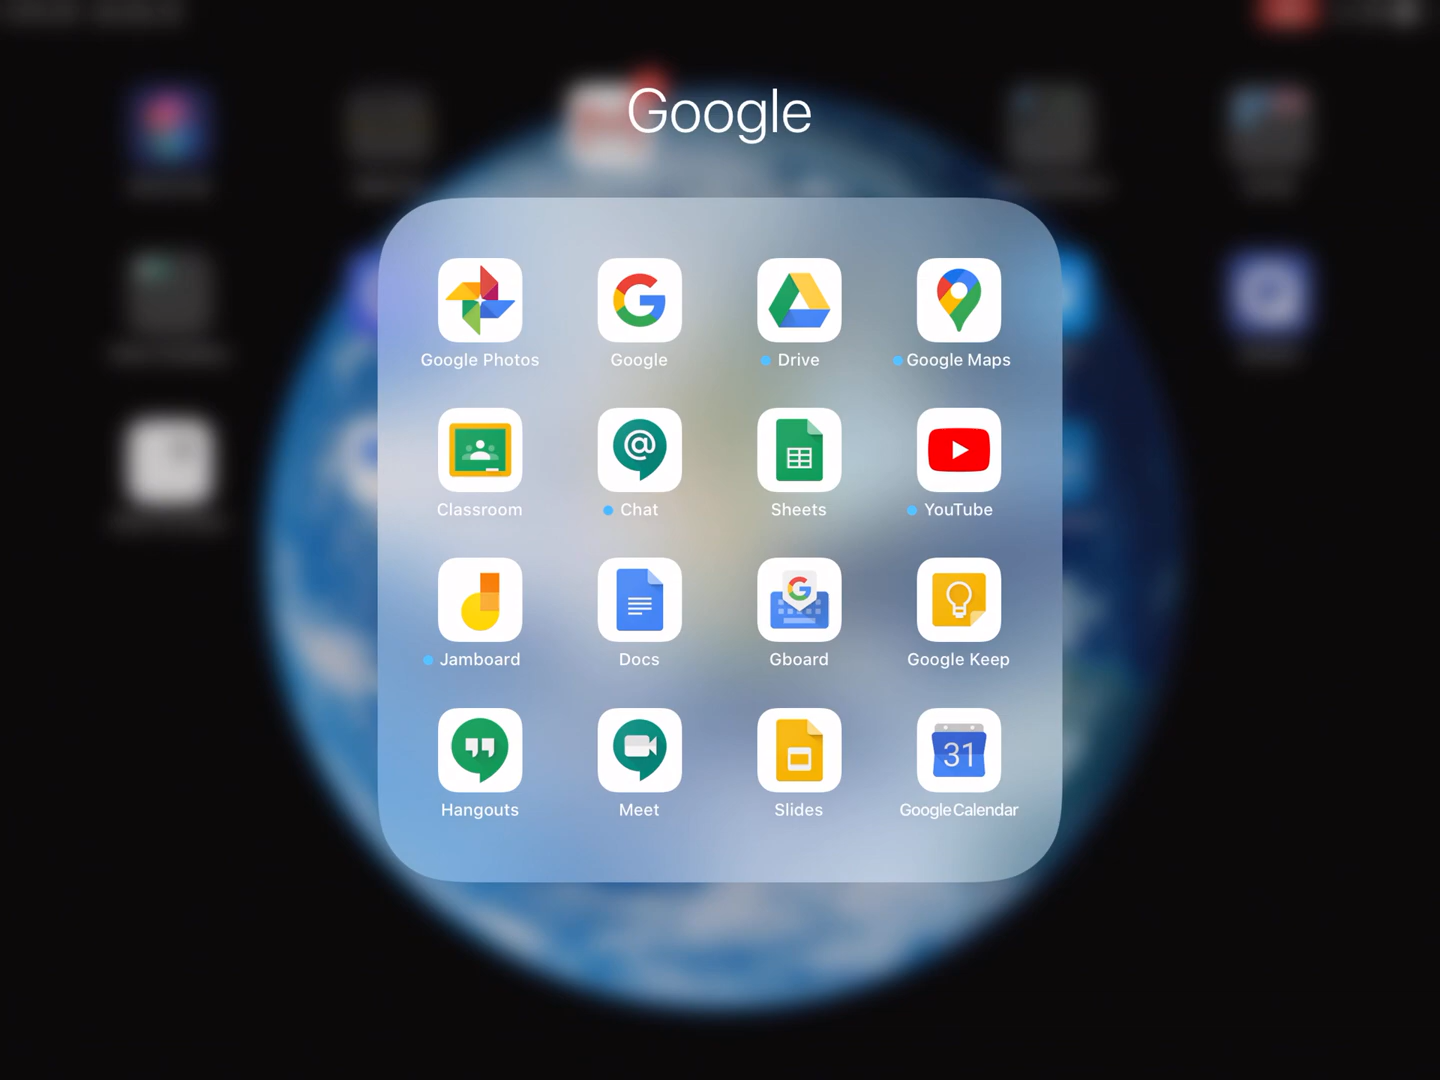 Google
Google Photos
Google
Drive
Google Maps
Classroom
Chat
Sheets
YouTube
Jamboard
Docs
Gboard
Google Keep
Hangouts
Meet
Slides
31
Google Calendar